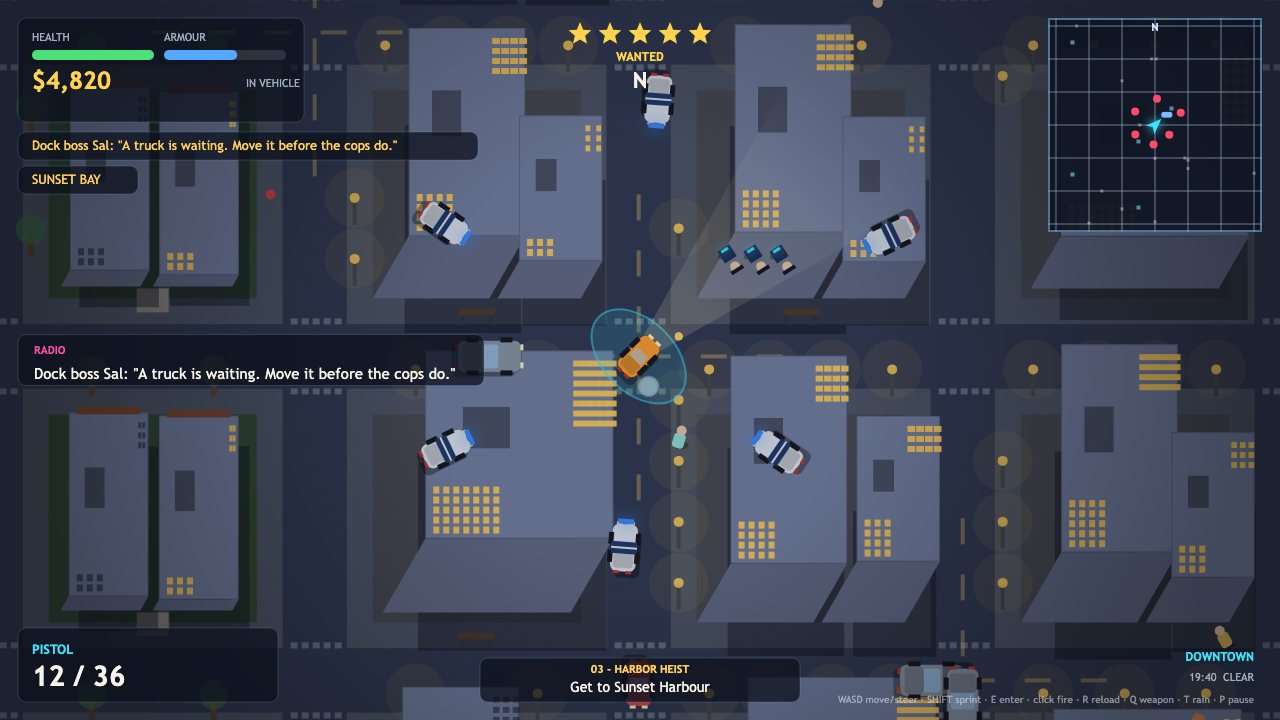 HEALTH
ARMOUR
$4,820
IN VEHICLE
WANTED
N
N
Dock boss Sal: "A truck is waiting. Move it before the cops do."
SUNSET BAY
RADIO
Dock boss Sal: "A truck is waiting. Move it before the cops do."
PISTOL
12 / 36
03 - HARBOR HEIST
Get to Sunset Harbour
DOWNTOWN
19:40 CLEAR
WASD move/steer · SHIFT sprint · E enter · click fire · R reload · Q weapon · T rain · P pause